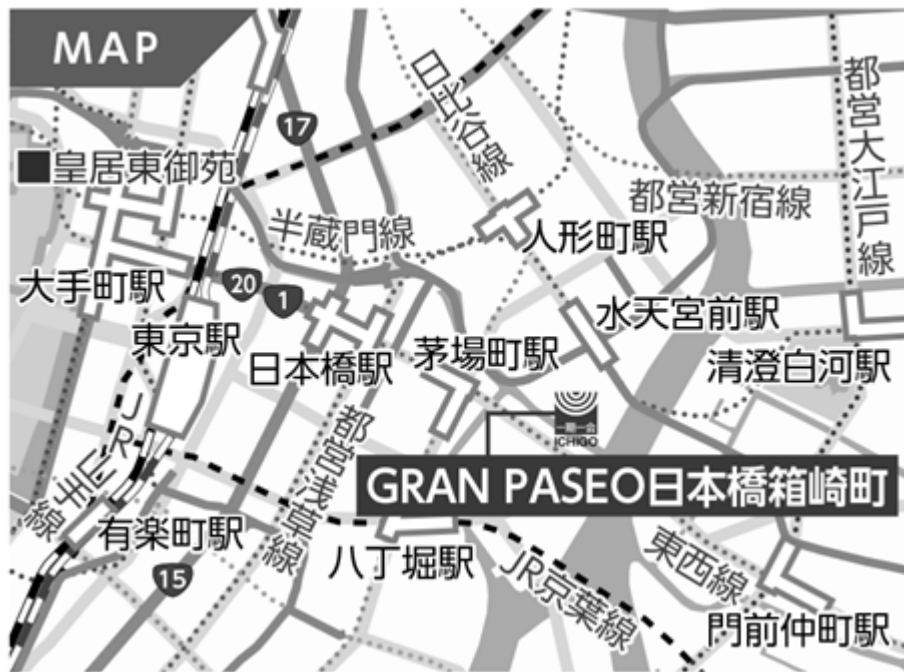 MAP
17
日比谷線
都営大江戸線
皇居東御苑
都営新宿線
半蔵門線
人形町駅
大手町駅
20
1
水天宮前駅
東京駅
日本橋駅
茅場町駅
清澄白河駅
一期一会
ICHIGO
JR山手線
都営浅草線
GRAN PASEO日本橋箱崎町
有楽町駅
八丁堀駅
東西線
15
JR京葉線
門前仲町駅